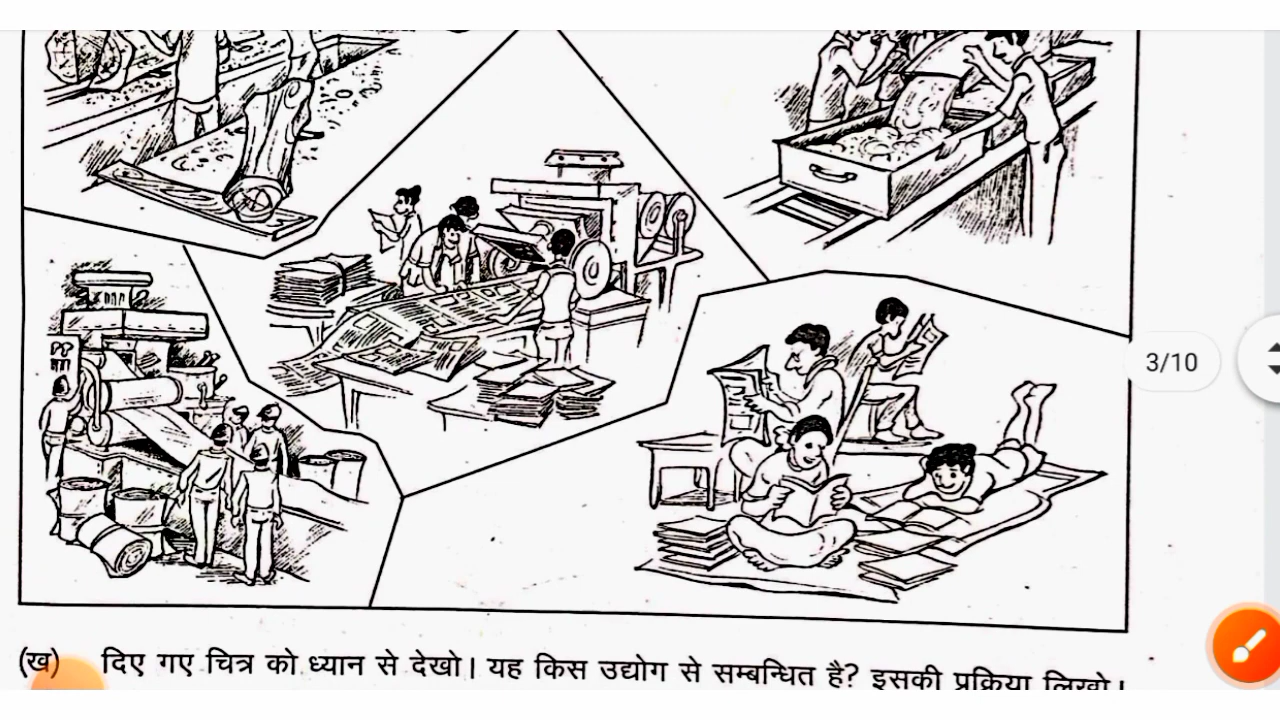 3/10
(ख) दिए गए चित्र को ध्यान से देखो। यह किस उद्योग से सम्बन्धित है? इसकी प्रक्रिया लिखो।